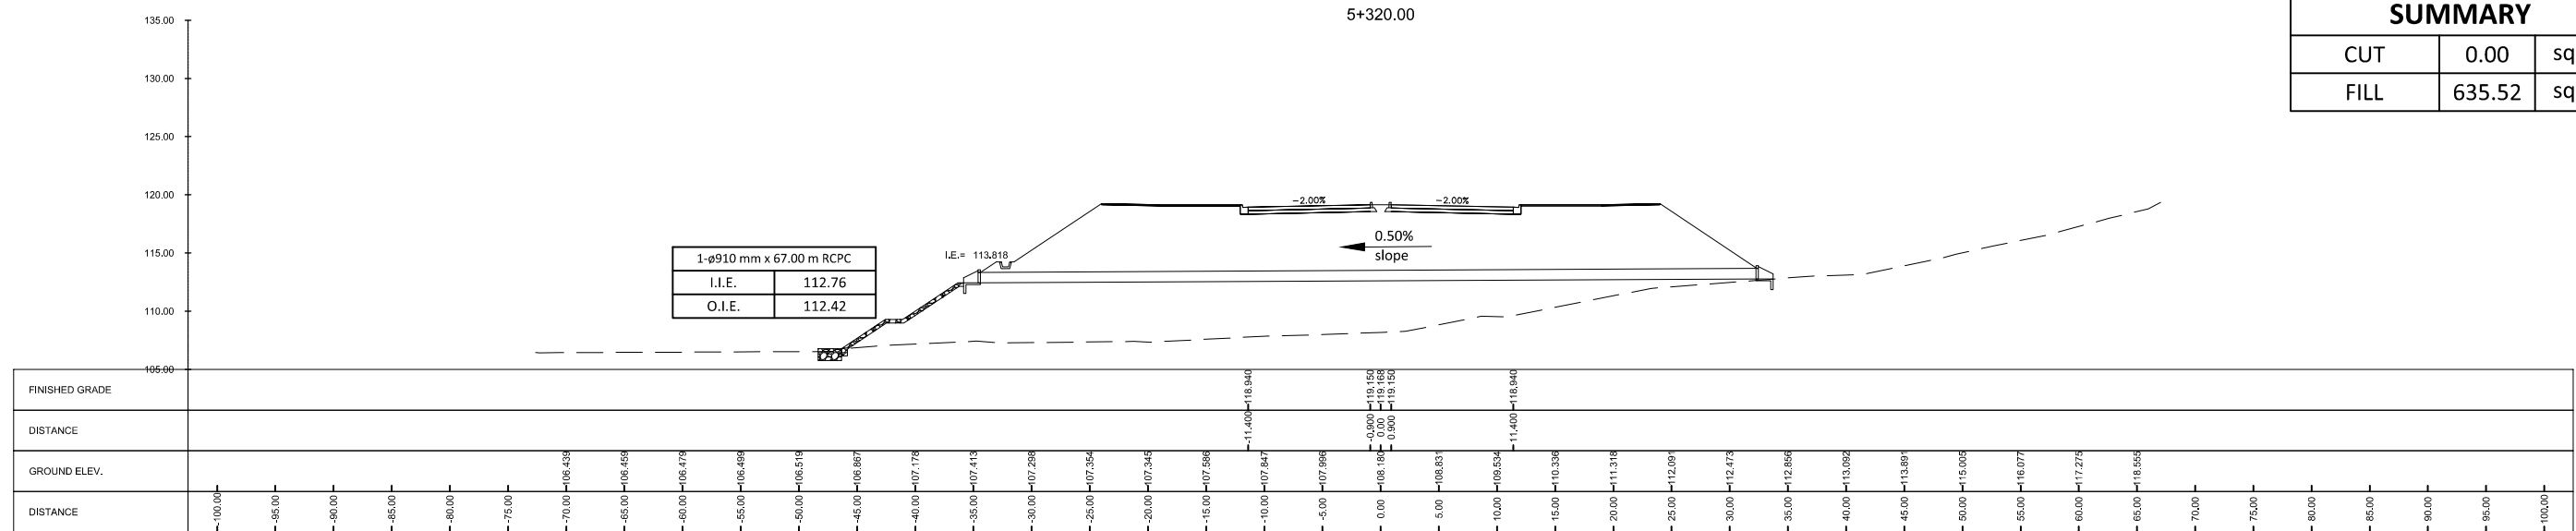 5+320.00
SUMMARY
CUT 0.00 sq
FILL 635.52 sq
135.00
130.00
125.00
120.00
115.00
110.00
105.00
-2.00% -2.00%
0.50%
slope
I.E.= 113.818
1-ø910 mm x 67.00 m RCPC
I.I.E. 112.76
O.I.E. 112.42
FINISHED GRADE 118.940 119.150 119.168 119.150 118.940
DISTANCE -11.400 -0.900 0.00 0.900 11.400
GROUND ELEV. 106.439 106.459 106.479 106.499 106.519 106.867 107.178 107.413 107.298 107.354 107.345 107.586 107.847 107.996 108.180 108.831 109.534 110.336 111.318 112.091 112.473 112.856 113.092 113.891 115.005 116.077 117.275 118.555
DISTANCE -100.00 -95.00 -90.00 -85.00 -80.00 -75.00 -70.00 -65.00 -60.00 -55.00 -50.00 -45.00 -40.00 -35.00 -30.00 -25.00 -20.00 -15.00 -10.00 -5.00 0.00 5.00 10.00 15.00 20.00 25.00 30.00 35.00 40.00 45.00 50.00 55.00 60.00 65.00 70.00 75.00 80.00 85.00 90.00 95.00 100.00